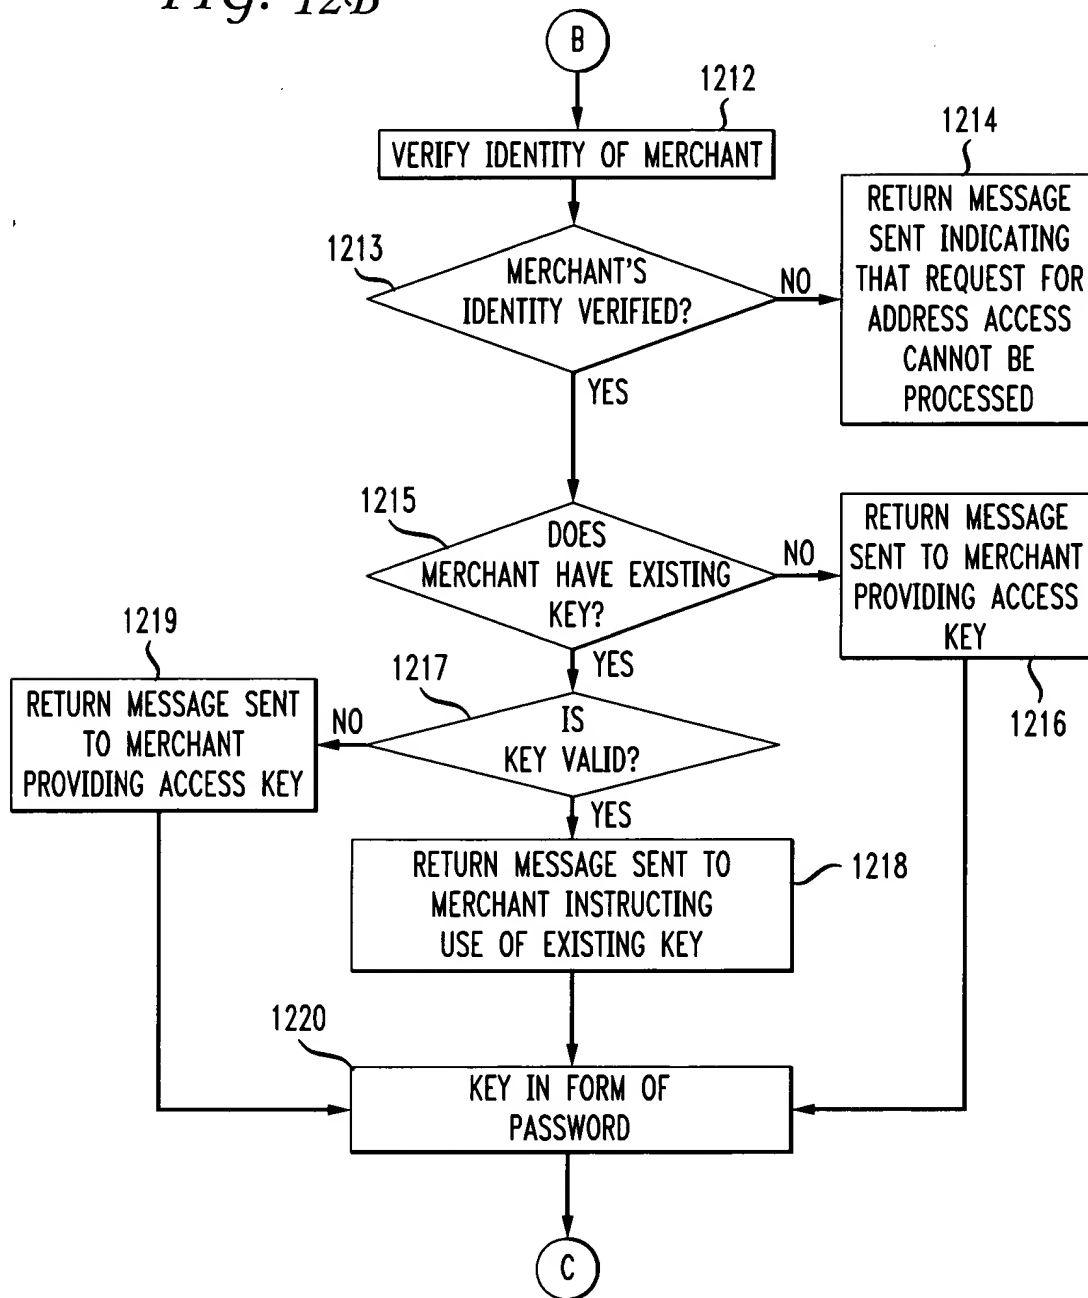 FIG. 12B
B
1212
VERIFY IDENTITY OF MERCHANT
1214
RETURN MESSAGE
SENT INDICATING
THAT REQUEST FOR
ADDRESS ACCESS
CANNOT BE
PROCESSED
1213
MERCHANT'S
IDENTITY VERIFIED?
NO
YES
1215
DOES
MERCHANT HAVE EXISTING
KEY?
NO
RETURN MESSAGE
SENT TO MERCHANT
PROVIDING ACCESS
KEY
1216
YES
1217
IS
KEY VALID?
NO
1219
RETURN MESSAGE SENT
TO MERCHANT
PROVIDING ACCESS KEY
YES
RETURN MESSAGE SENT TO
MERCHANT INSTRUCTING
USE OF EXISTING KEY
1218
1220
KEY IN FORM OF
PASSWORD
C